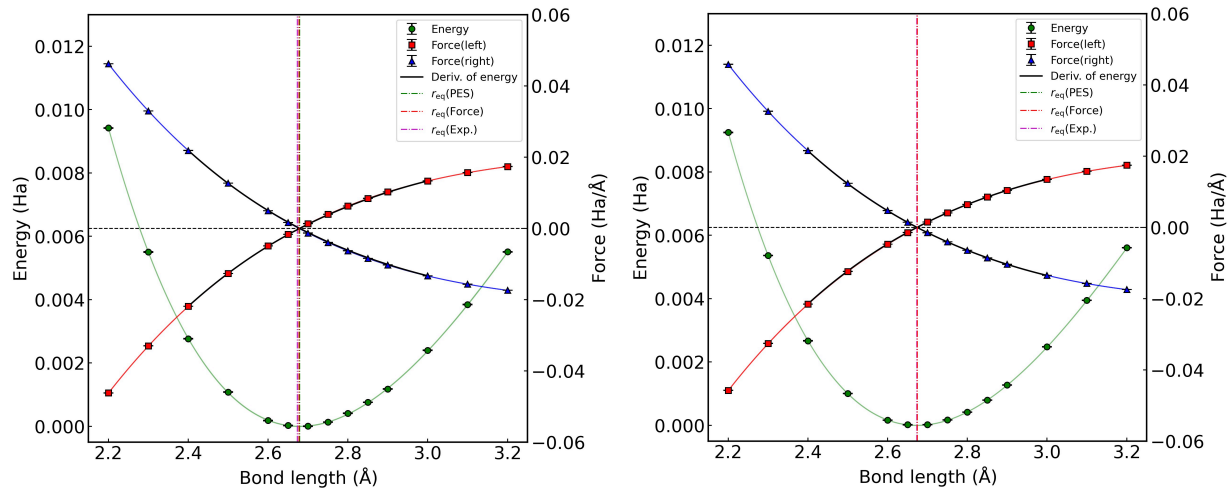 0.06
0.012
0.010
0.008
0.006
0.004
0.002
0.000
Energy (Ha)
Energy
Force(left)
Force(right)
Deriv. of energy
r_eq(PES)
r_eq(Force)
r_eq(Exp.)
0.04
0.02
0.00
−0.02
−0.04
−0.06
Force (Ha/Å)
2.2 2.4 2.6 2.8 3.0 3.2
Bond length (Å)
0.06
0.012
0.010
0.008
0.006
0.004
0.002
0.000
Energy (Ha)
Energy
Force(left)
Force(right)
Deriv. of energy
r_eq(PES)
r_eq(Force)
r_eq(Exp.)
0.04
0.02
0.00
−0.02
−0.04
−0.06
Force (Ha/Å)
2.2 2.4 2.6 2.8 3.0 3.2
Bond length (Å)